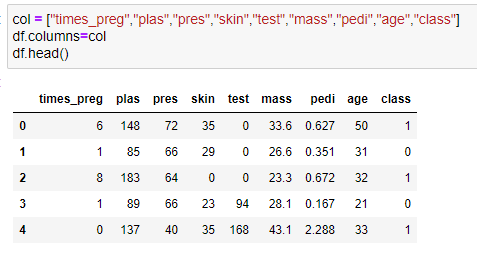 col = ["times_preg","plas","pres","skin","test","mass","pedi","age","class"]
df.columns=col
df.head()
times_preg plas pres skin test mass pedi age class
0 6 148 72 35 0 33.6 0.627 50 1
1 1 85 66 29 0 26.6 0.351 31 0
2 8 183 64 0 0 23.3 0.672 32 1
3 1 89 66 23 94 28.1 0.167 21 0
4 0 137 40 35 168 43.1 2.288 33 1